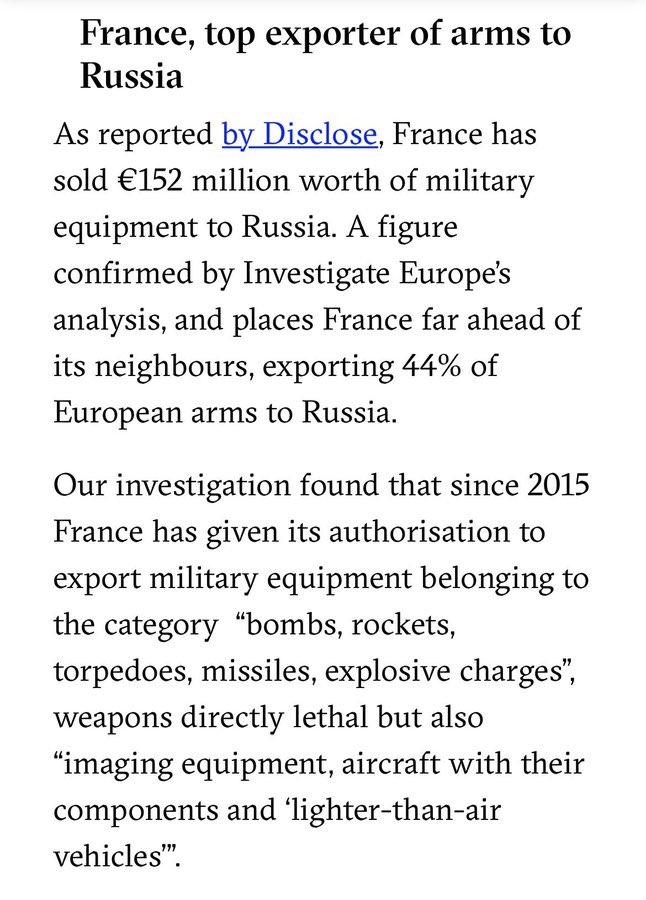 France, top exporter of arms to
Russia
As reported by Disclose, France has
sold €152 million worth of military
equipment to Russia. A figure
confirmed by Investigate Europe’s
analysis, and places France far ahead of
its neighbours, exporting 44% of
European arms to Russia.
Our investigation found that since 2015
France has given its authorisation to
export military equipment belonging to
the category  “bombs, rockets,
torpedoes, missiles, explosive charges”,
weapons directly lethal but also
“imaging equipment, aircraft with their
components and ‘lighter-than-air
vehicles’”.